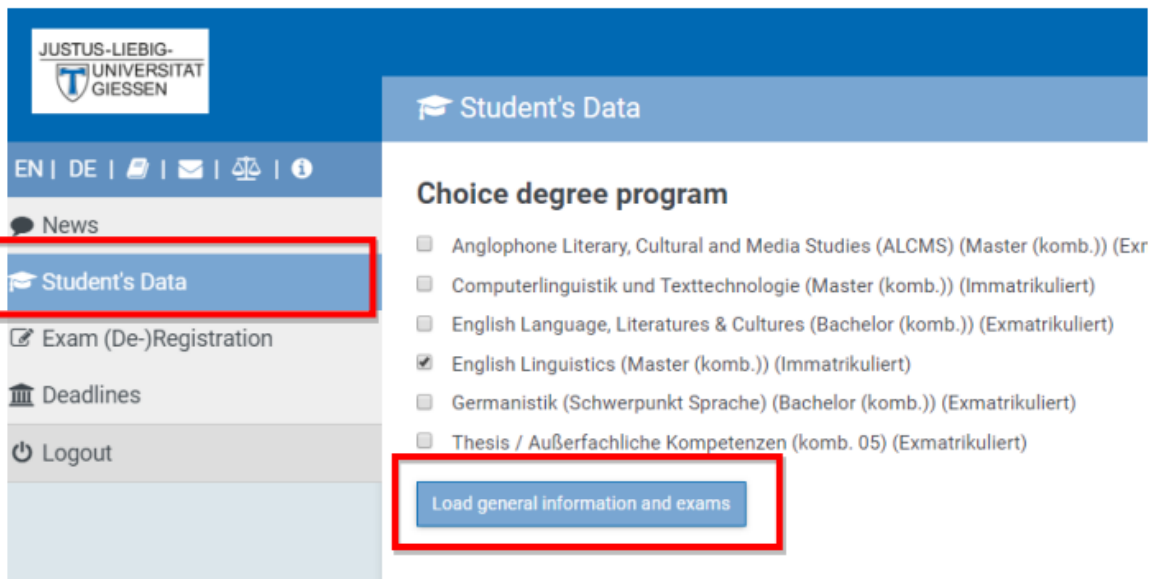 JUSTUS-LIEBIG-
UNIVERSITAT
GIESSEN
Student's Data
EN | DE | | | |
News
Student's Data
Exam (De-)Registration
Deadlines
Logout
Choice degree program
Anglophone Literary, Cultural and Media Studies (ALCMS) (Master (komb.))
Computerlinguistik und Texttechnologie (Master (komb.)) (Immatrikuliert)
English Language, Literatures & Cultures (Bachelor (komb.)) (Exmatrikuliert)
English Linguistics (Master (komb.)) (Immatrikuliert)
Germanistik (Schwerpunkt Sprache) (Bachelor (komb.)) (Exmatrikuliert)
Thesis / Außerfachliche Kompetenzen (komb. 05) (Exmatrikuliert)
Load general information and exams